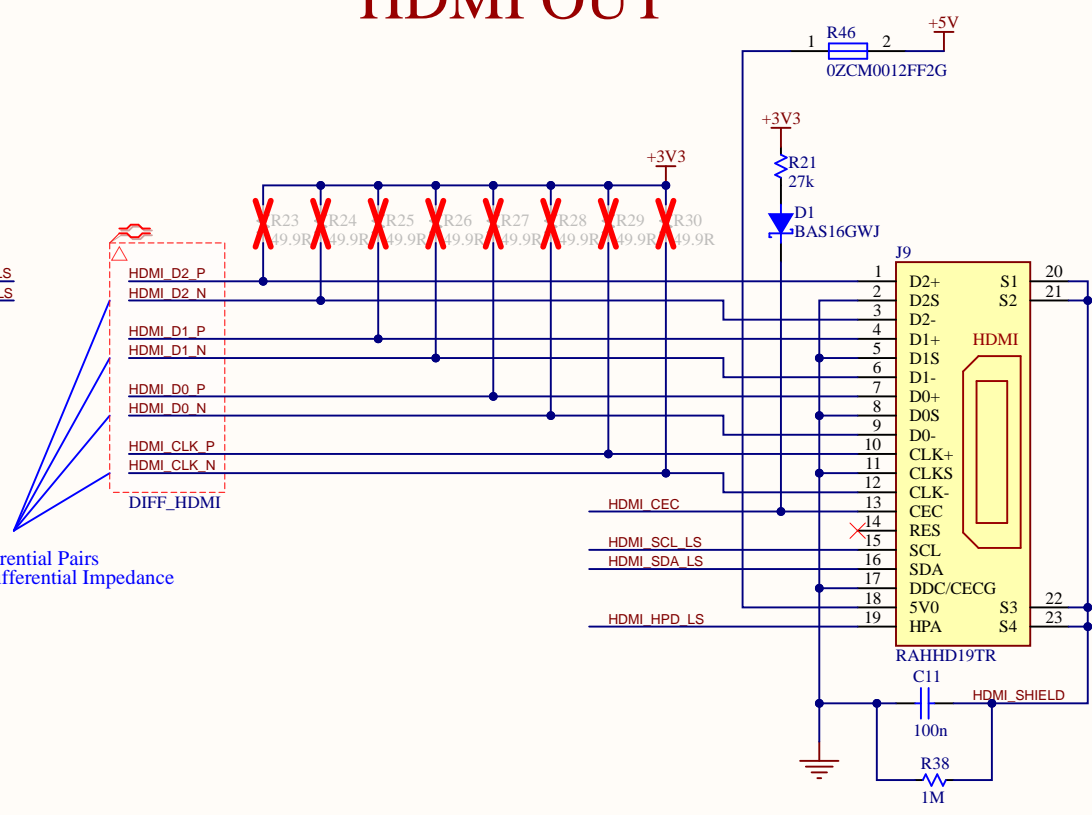 HDMI OUT
+5V
R46
1
2
0ZCM0012FF2G
+3V3
R21
27k
D1
BAS16GWJ
+3V3
R23
R24
R25
R26
R27
R28
R29
R30
49.9R
49.9R
49.9R
49.9R
49.9R
49.9R
49.9R
49.9R
LS
LS
HDMI_D2_P
HDMI_D2_N
HDMI_D1_P
HDMI_D1_N
HDMI_D0_P
HDMI_D0_N
HDMI_CLK_P
HDMI_CLK_N
DIFF_HDMI
rential Pairs
fferential Impedance
HDMI_CEC
HDMI_SCL_LS
HDMI_SDA_LS
HDMI_HPD_LS
J9
1 D2+
2 D2S
3 D2-
4 D1+
5 D1S
6 D1-
7 D0+
8 D0S
9 D0-
10 CLK+
11 CLKS
12 CLK-
13 CEC
14 RES
15 SCL
16 SDA
17 DDC/CECG
18 5V0
19 HPA
HDMI
S1 20
S2 21
S3 22
S4 23
RAHHD19TR
C11
100n
HDMI_SHIELD
R38
1M